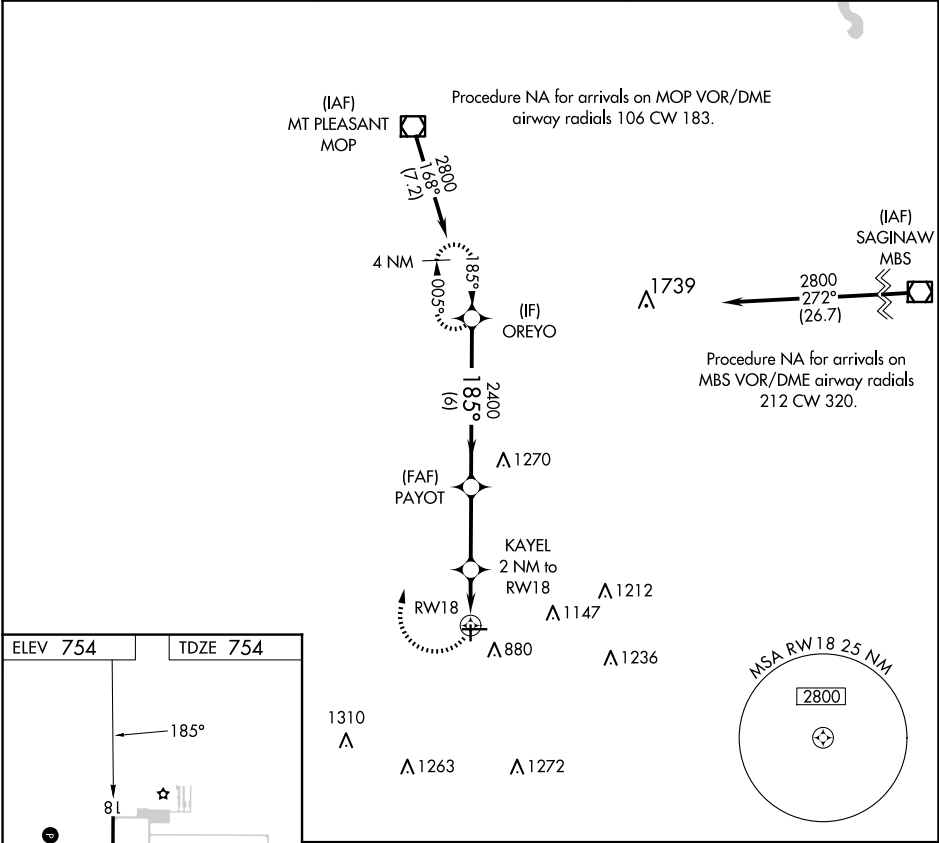 (IAF)
MT PLEASANT
MOP
Procedure NA for arrivals on MOP VOR/DME
airway radials 106 CW 183.
2800
168°
(7.2)
4 NM
185°
005°
(IF)
OREYO
1739
(IAF)
SAGINAW
MBS
2800
272°
(26.7)
Procedure NA for arrivals on
MBS VOR/DME airway radials
212 CW 320.
2400
185°
(6)
1270
(FAF)
PAYOT
KAYEL
2 NM to
RW18
1212
1147
RW18
880
1236
ELEV 754
TDZE 754
185°
18
P
1310
1263
1272
MSA RW18 25 NM
2800